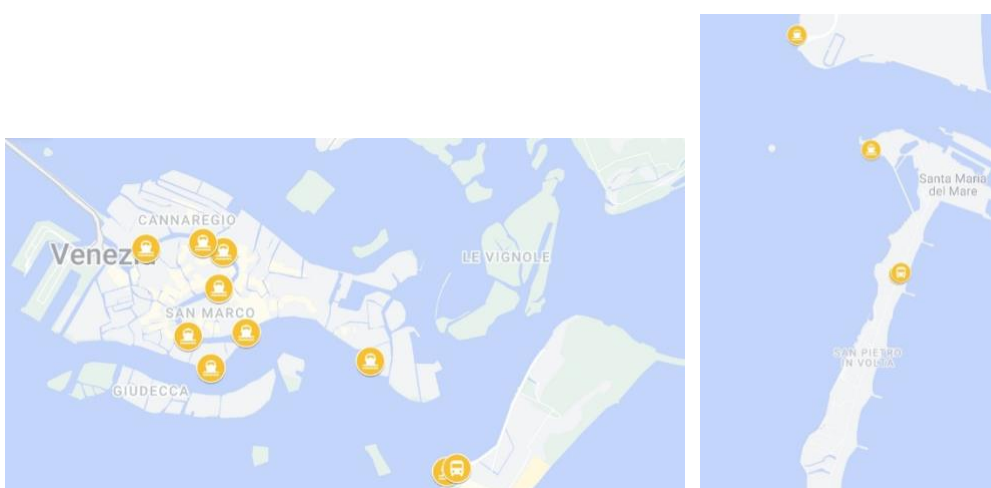 CANNAREGIO
Venezia
LE VIGNOLE
SAN MARCO
GIUDECCA
Santa Maria
del Mare
SAN PIETRO
IN VOLTA